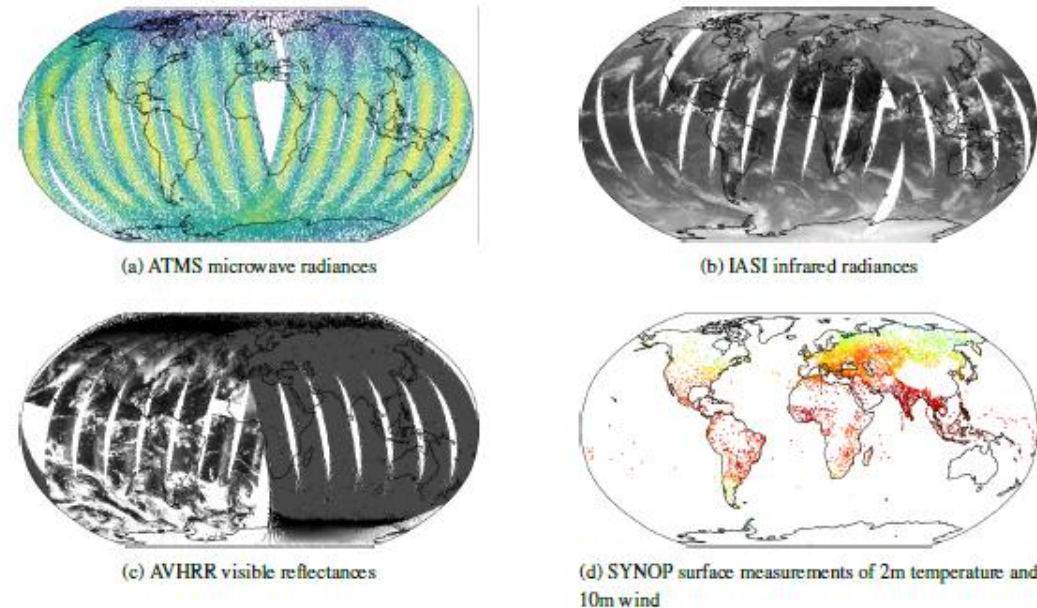 (a) ATMS microwave radiances
(b) IASI infrared radiances
(c) AVHRR visible reflectances
(d) SYNOP surface measurements of 2m temperature and
10m wind